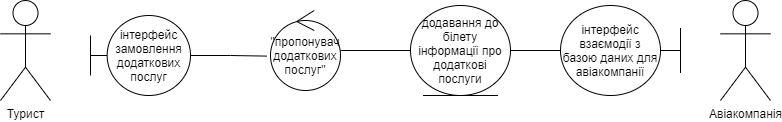 Турист
інтерфейс
замовлення
додаткових
послуг
"пропонувач
додаткових
послуг"
додавання до
білету
інформації про
додаткові
послуги
інтерфейс
взаємодії з
базою даних для
авіакомпанії
Авіакомпанія